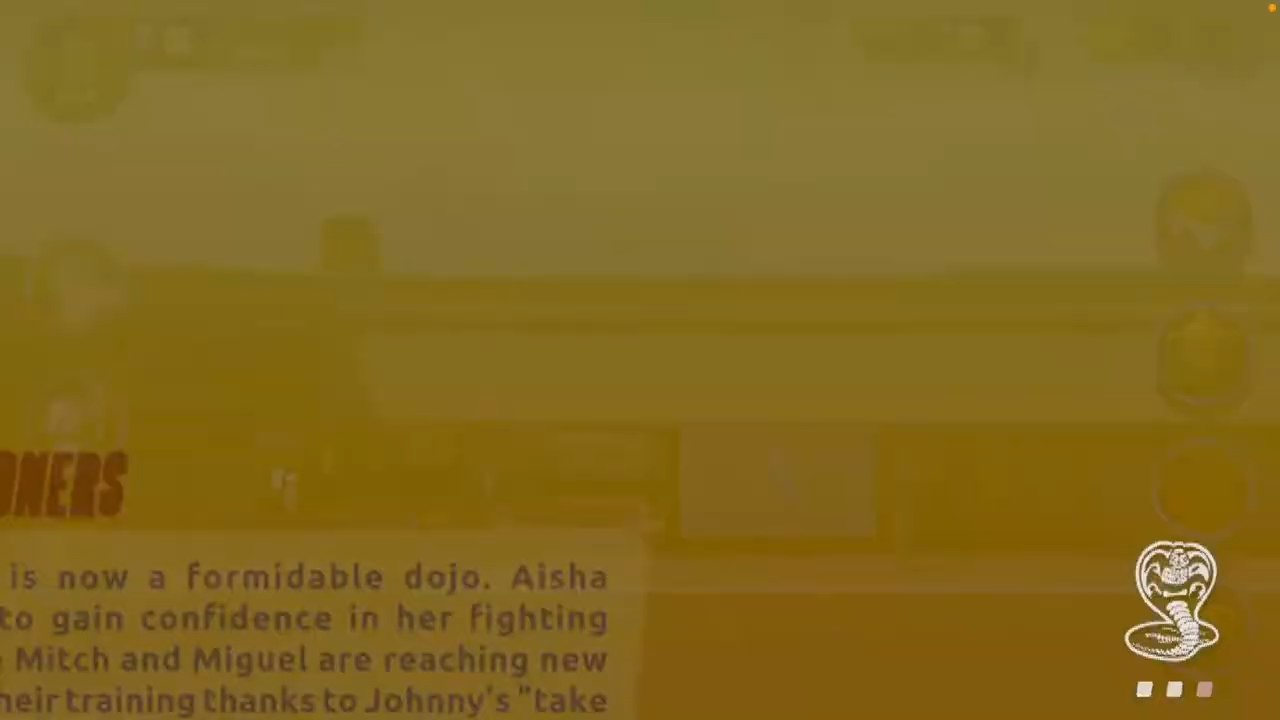 ONERS
is now a formidable dojo. Aisha
to gain confidence in her fighting
Mitch and Miguel are reaching new
heir training thanks to Johnny's "take